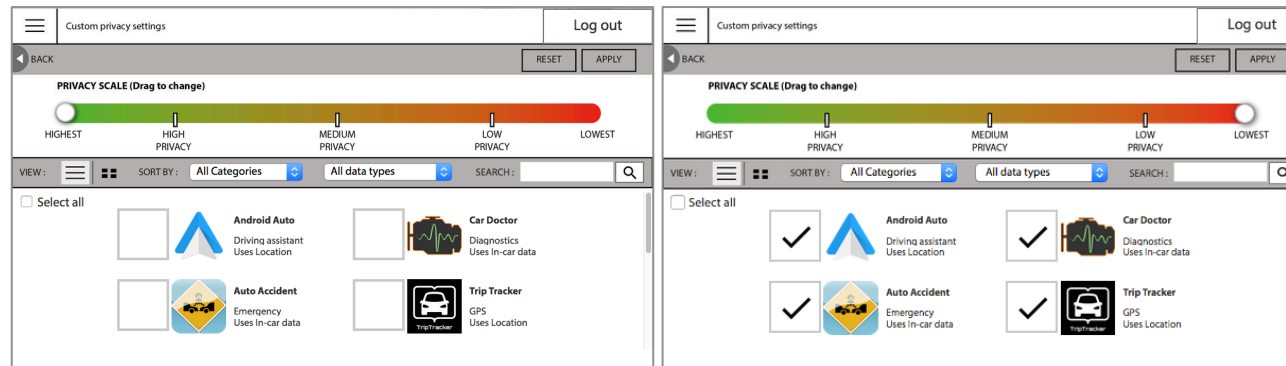 Custom privacy settings
Log out
BACK
RESET
APPLY
PRIVACY SCALE (Drag to change)
HIGHEST
HIGH
PRIVACY
MEDIUM
PRIVACY
LOW
PRIVACY
LOWEST
VIEW :
SORT BY :
All Categories
All data types
SEARCH :
Select all
Android Auto
Driving assistant
Uses Location
Car Doctor
Diagnostics
Uses In-car data
Auto Accident
Emergency
Uses In-car data
TripTracker
Trip Tracker
GPS
Uses Location
Custom privacy settings
Log out
BACK
RESET
APPLY
PRIVACY SCALE (Drag to change)
HIGHEST
HIGH
PRIVACY
MEDIUM
PRIVACY
LOW
PRIVACY
LOWEST
VIEW :
SORT BY :
All Categories
All data types
SEARCH :
Select all
Android Auto
Driving assistant
Uses Location
Car Doctor
Diagnostics
Uses In-car data
Auto Accident
Emergency
Uses In-car data
TripTracker
Trip Tracker
GPS
Uses Location